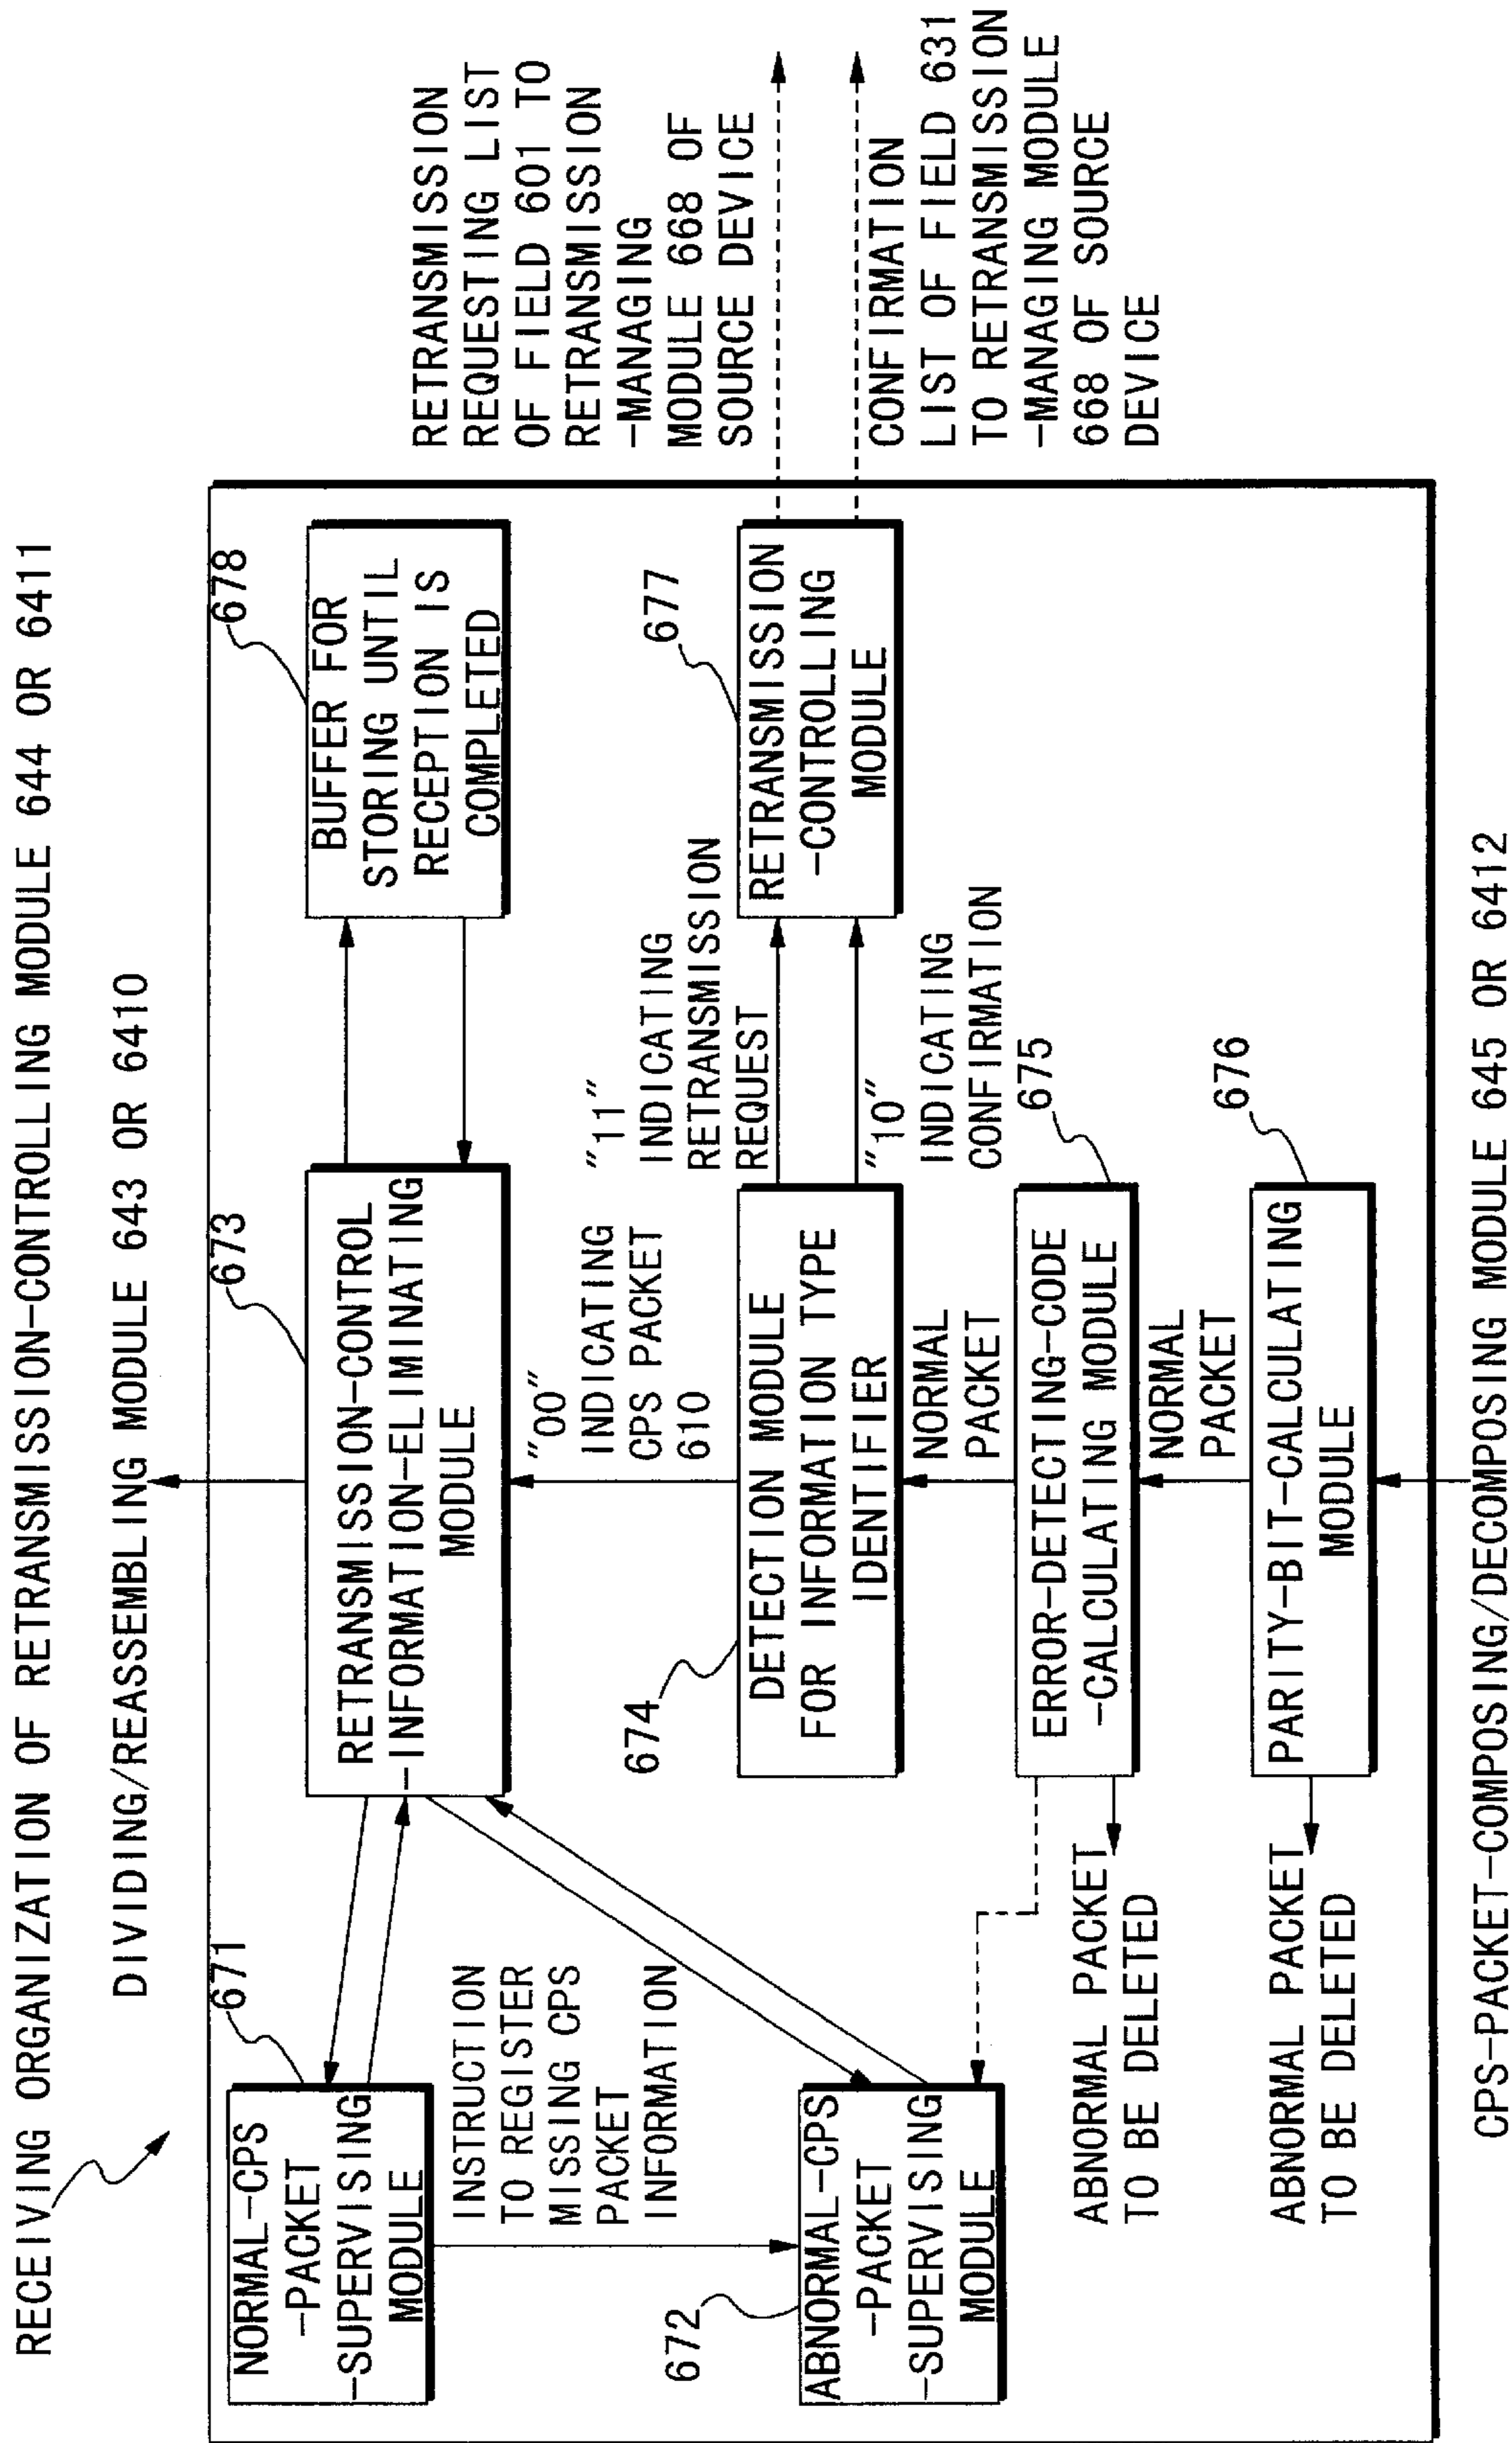 RECEIVING ORGANIZATION OF RETRANSMISSION-CONTROLLING MODULE 644 OR 6411
DIVIDING/REASSEMBLING MODULE 643 OR 6410
671
NORMAL-CPS
-PACKET
-SUPERVISING
MODULE
673
RETRANSMISSION-CONTROL
-INFORMATION-ELIMINATING
MODULE
678
BUFFER FOR
STORING UNTIL
RECEPTION IS
COMPLETED
RETRANSMISSION
REQUESTING LIST
OF FIELD 601 TO
RETRANSMISSION
-MANAGING
MODULE 668 OF
SOURCE DEVICE
INSTRUCTION
TO REGISTER
MISSING CPS
PACKET
INFORMATION
"00"
INDICATING
CPS PACKET
610
"11"
INDICATING
RETRANSMISSION
REQUEST
677
RETRANSMISSION
-CONTROLLING
MODULE
672
ABNORMAL-CPS
-PACKET
-SUPERVISING
MODULE
674
DETECTION MODULE
FOR INFORMATION TYPE
IDENTIFIER
"10"
INDICATING
CONFIRMATION
CONFIRMATION
LIST OF FIELD 631
TO RETRANSMISSION
-MANAGING MODULE
668 OF SOURCE
DEVICE
NORMAL
PACKET
675
ERROR-DETECTING-CODE
-CALCULATING MODULE
ABNORMAL PACKET
TO BE DELETED
NORMAL
PACKET
676
PARITY-BIT-CALCULATING
MODULE
ABNORMAL PACKET
TO BE DELETED
CPS-PACKET-COMPOSING/DECOMPOSING MODULE 645 OR 6412